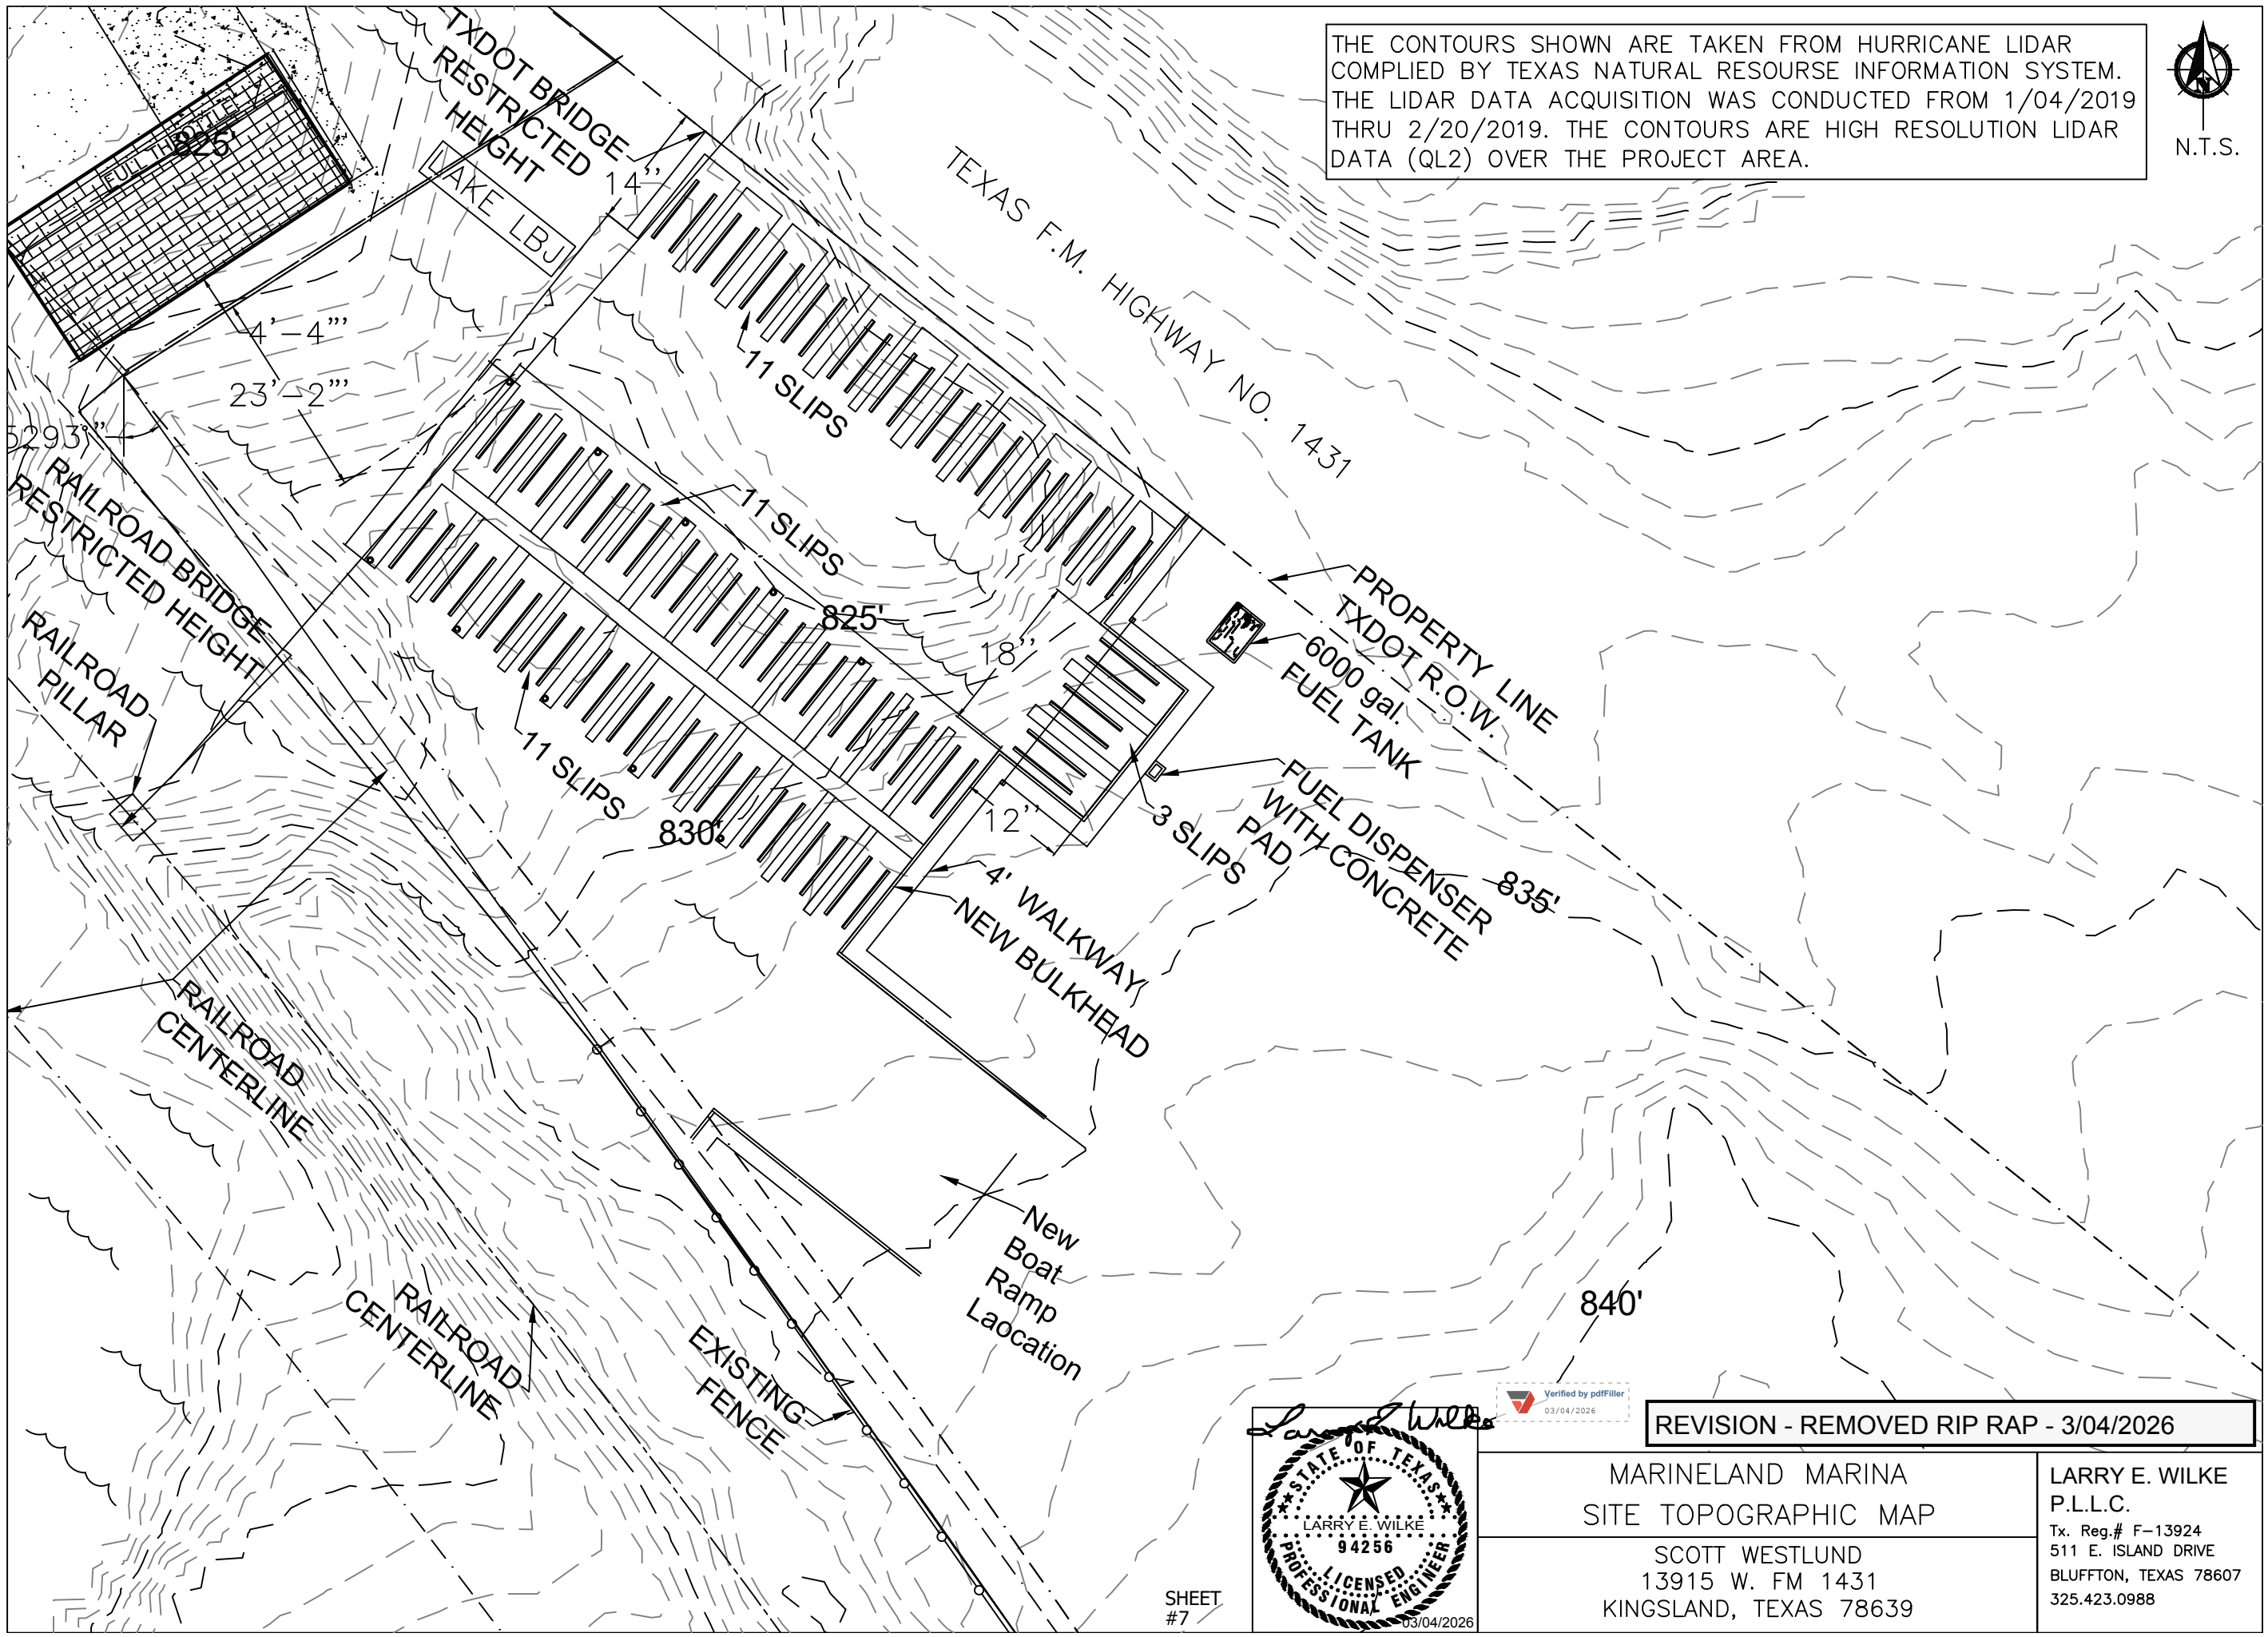 THE CONTOURS SHOWN ARE TAKEN FROM HURRICANE LIDAR
COMPLIED BY TEXAS NATURAL RESOURSE INFORMATION SYSTEM.
THE LIDAR DATA ACQUISITION WAS CONDUCTED FROM 1/04/2019
THRU 2/20/2019. THE CONTOURS ARE HIGH RESOLUTION LIDAR
DATA (QL2) OVER THE PROJECT AREA.
N
N.T.S.
TXDOT BRIDGE
RESTRICTED
HEIGHT
825'
LAKE LBJ
14''
TEXAS F.M. HIGHWAY NO. 1431
4'-4"'
23'-2"'
11 SLIPS
RAILROAD BRIDGE
RESTRICTED HEIGHT
11 SLIPS
825'
18''
PROPERTY LINE
TXDOT R.O.W.
6000 gal.
FUEL TANK
RAILROAD
PILLAR
11 SLIPS
830'
12''
3 SLIPS
FUEL DISPENSER
WITH CONCRETE
PAD
835'
4' WALKWAY
NEW BULKHEAD
RAILROAD
CENTERLINE
New
Boat
Ramp
Laocation
RAILROAD
CENTERLINE
EXISTING
FENCE
840'
Verified by pdfFiller
03/04/2026
REVISION - REMOVED RIP RAP - 3/04/2026
Larry E Wilke
STATE OF TEXAS
LARRY E. WILKE
94256
LICENSED
PROFESSIONAL ENGINEER
03/04/2026
SHEET
#7
MARINELAND MARINA
SITE TOPOGRAPHIC MAP
SCOTT WESTLUND
13915 W. FM 1431
KINGSLAND, TEXAS 78639
LARRY E. WILKE
P.L.L.C.
Tx. Reg.# F-13924
511 E. ISLAND DRIVE
BLUFFTON, TEXAS 78607
325.423.0988